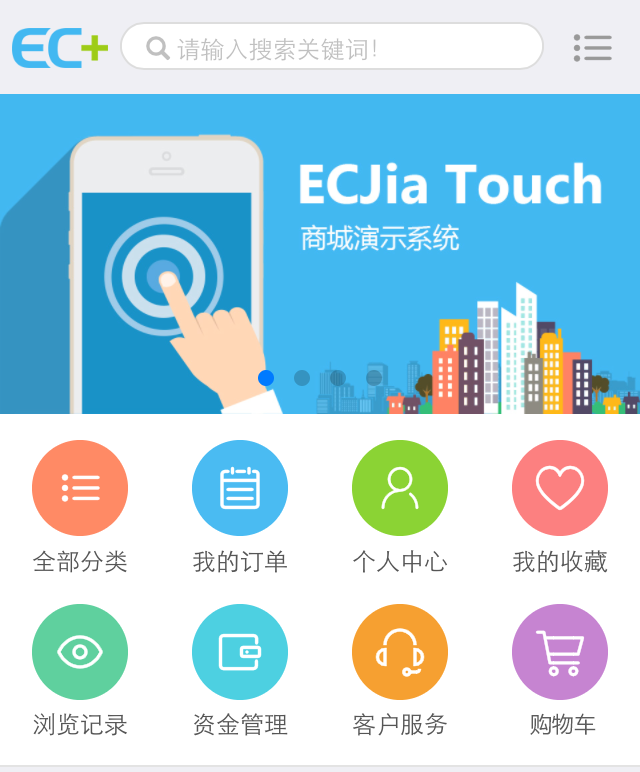 EC+
请输入搜索关键词!
ECJia Touch
商城演示系统
全部分类
我的订单
个人中心
我的收藏
浏览记录
资金管理
客户服务
购物车